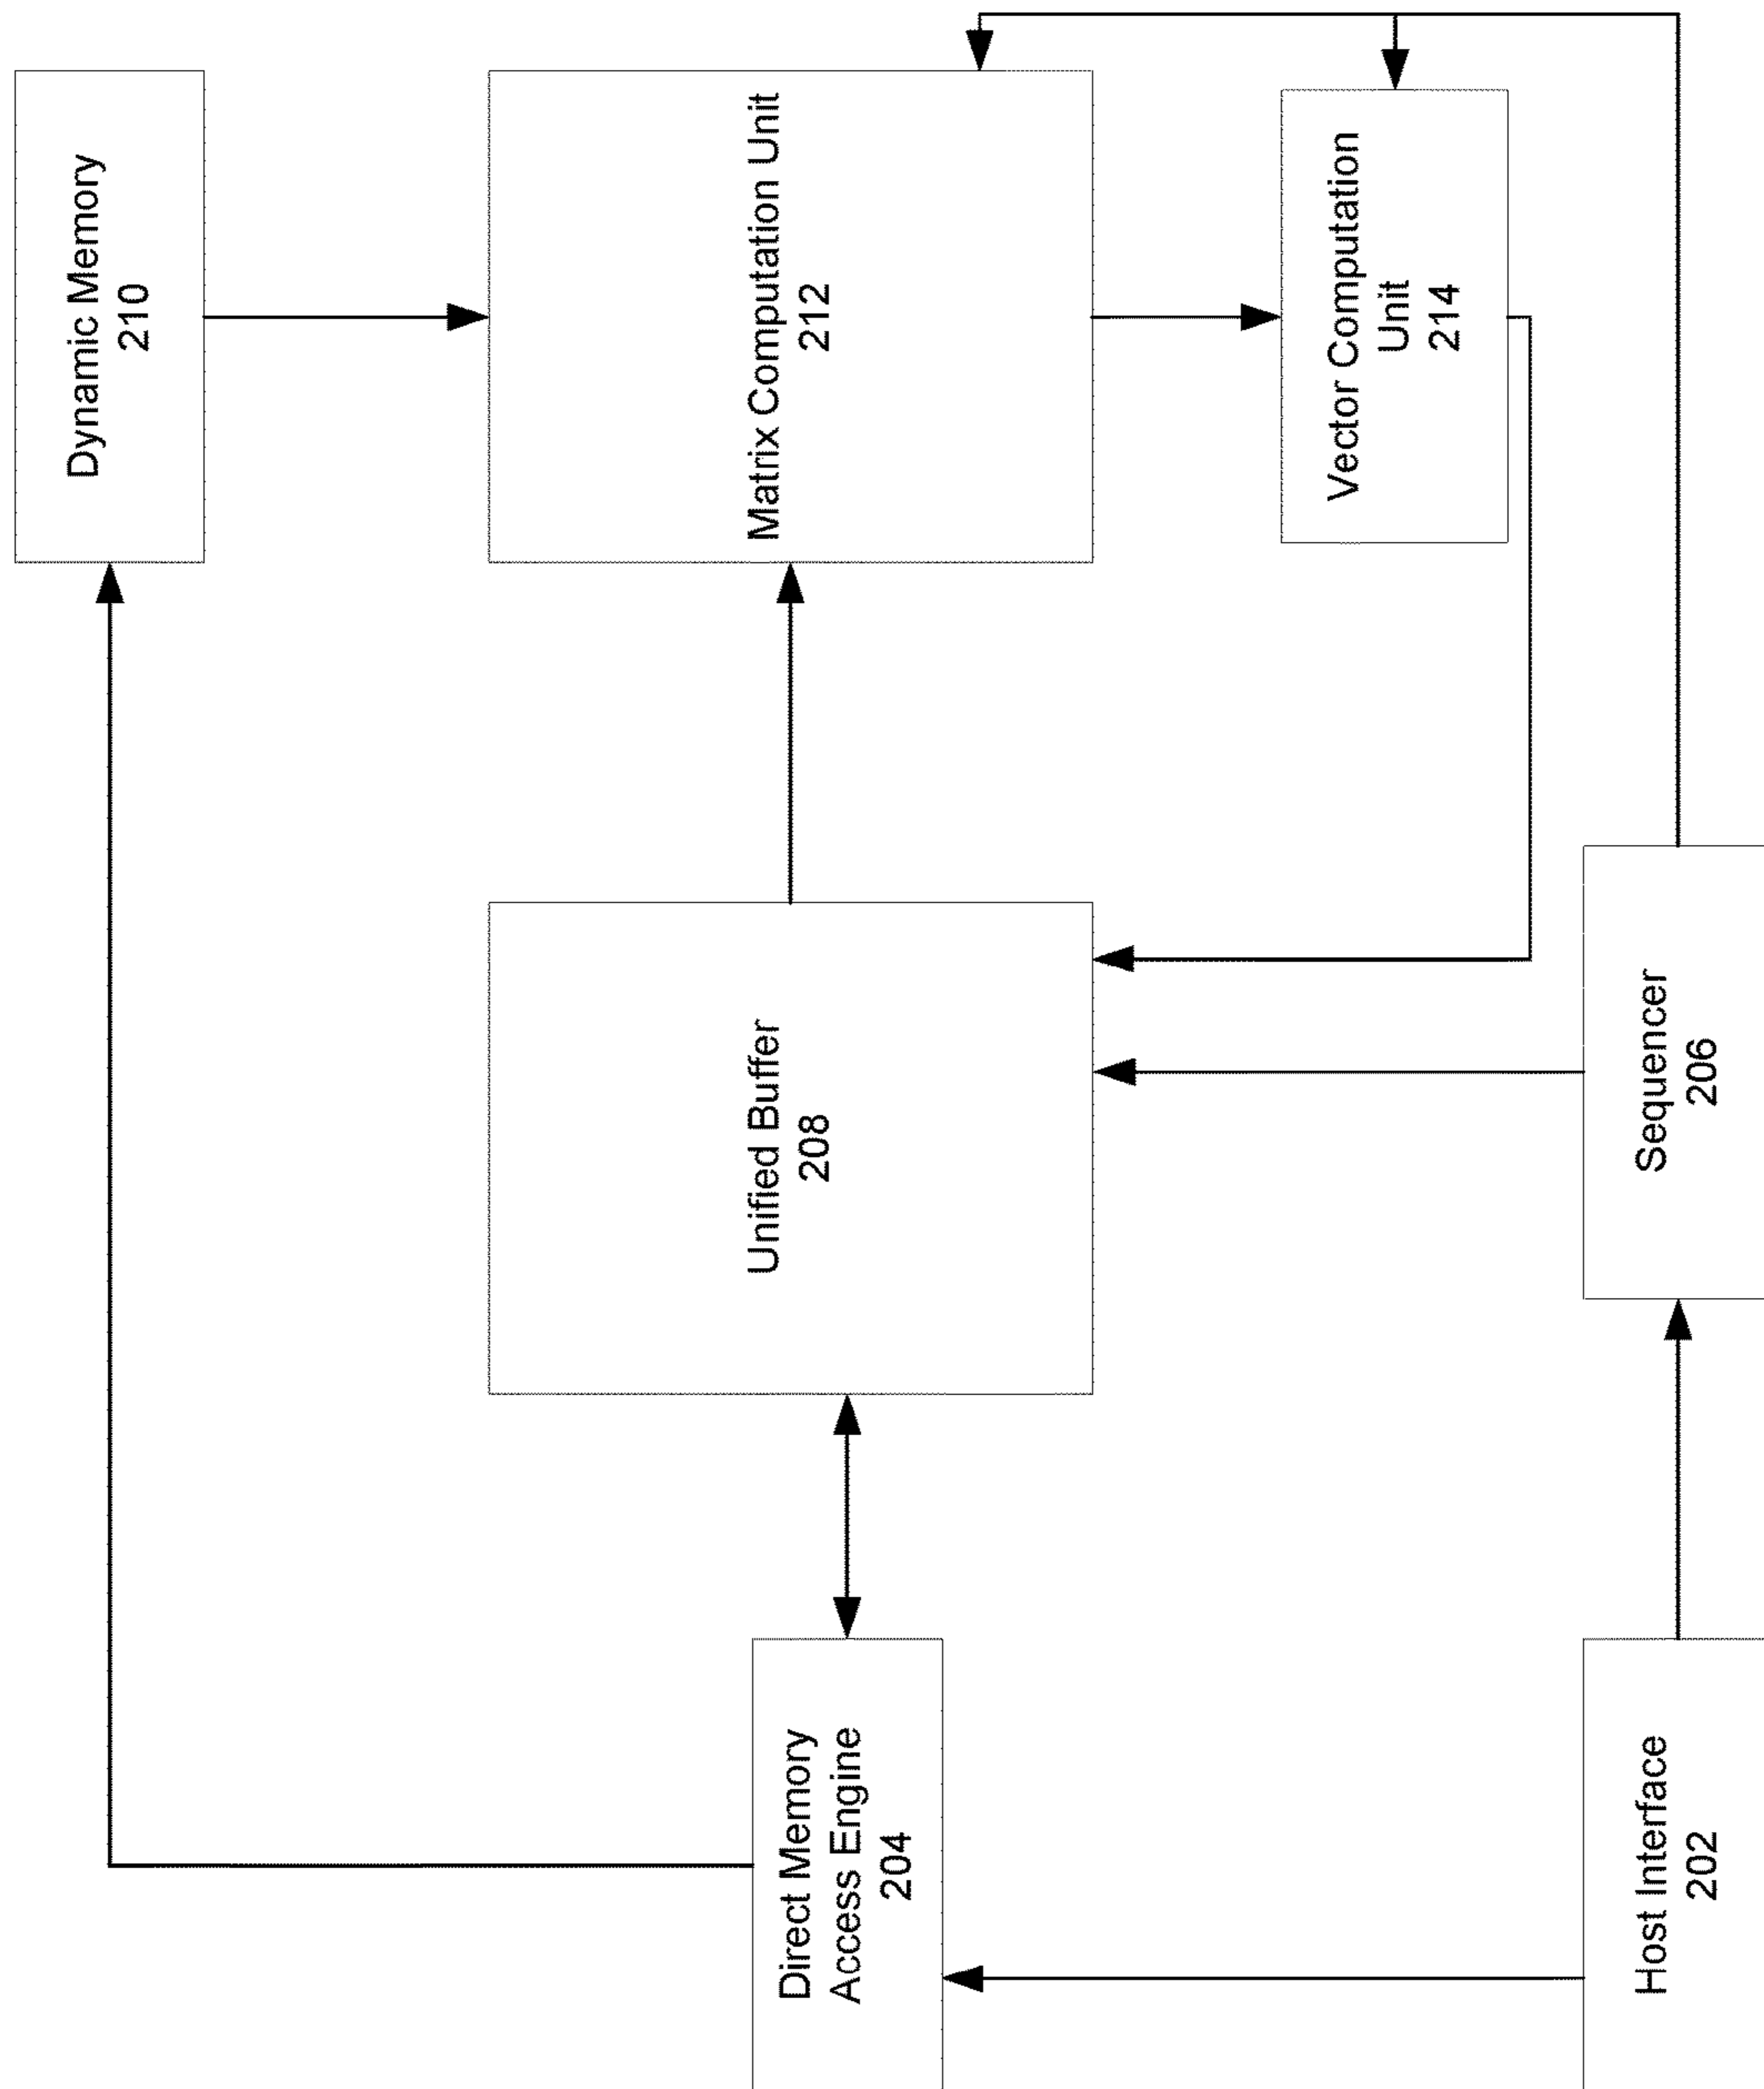 Direct Memory
Access Engine
204
Unified Buffer
208
Dynamic Memory
210
Matrix Computation Unit
212
Vector Computation
Unit
214
Host Interface
202
Sequencer
206